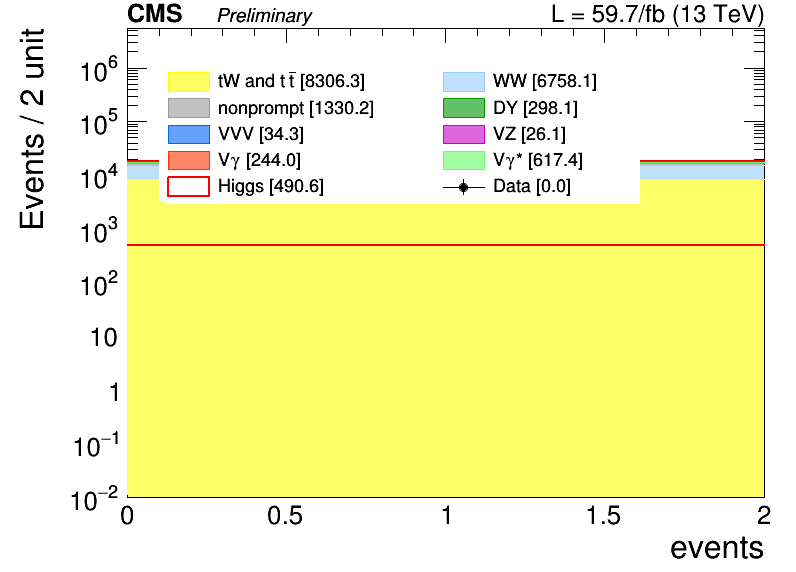 CMS Preliminary L = 59.7/fb (13 TeV)
Events / 2 unit
10⁶
10⁵
10⁴
10³
10²
10
1
10⁻¹
10⁻²
tW and t t̄ [8306.3] WW [6758.1]
nonprompt [1330.2] DY [298.1]
VVV [34.3] VZ [26.1]
Vγ [244.0] Vγ* [617.4]
Higgs [490.6] Data [0.0]
0 0.5 1 1.5 2
events